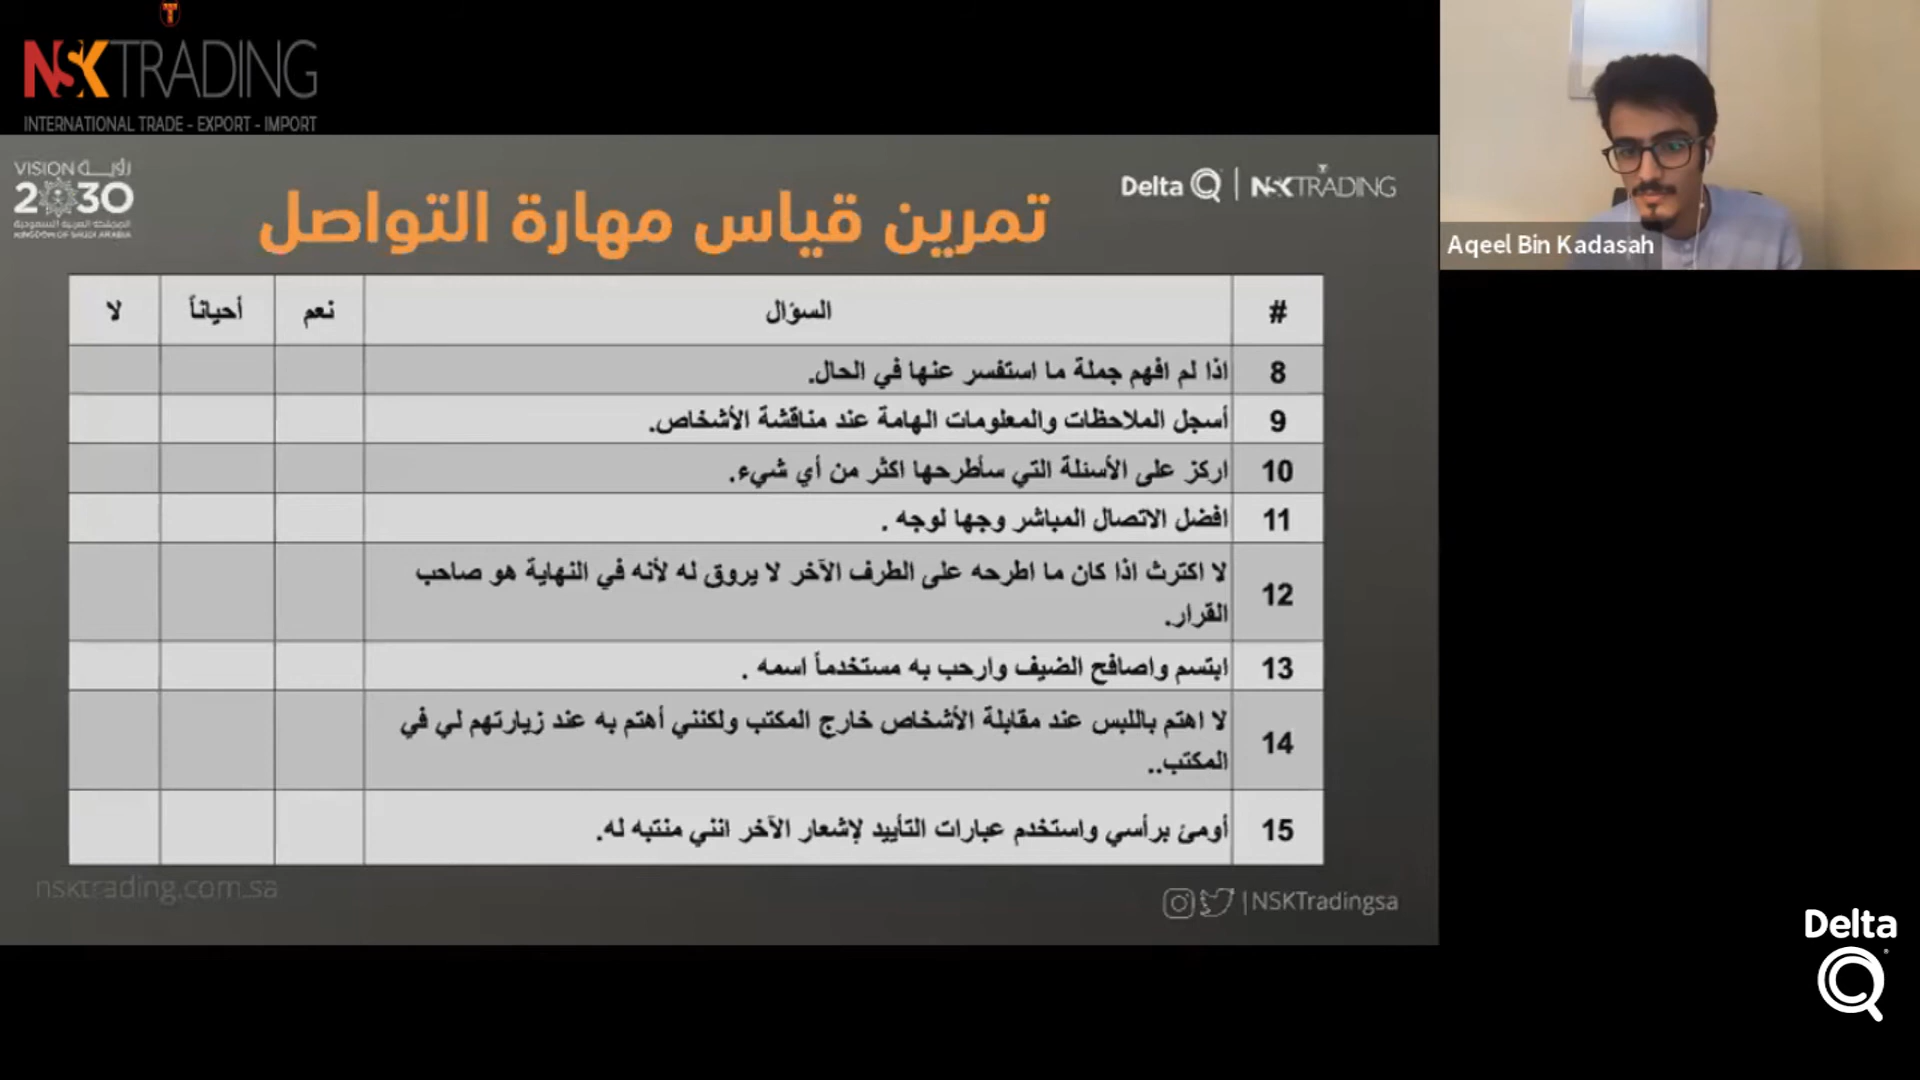 NSKTRADING
INTERNATIONAL TRADE - EXPORT - IMPORT
VISION رؤية
2030
المملكة العربية السعودية
KINGDOM OF SAUDI ARABIA
Delta Q | NSKTRADING
تمرين قياس مهارة التواصل
# السؤال نعم أحياناً لا
8 اذا لم افهم جملة ما استفسر عنها في الحال.
9 أسجل الملاحظات والمعلومات الهامة عند مناقشة الأشخاص.
10 اركز على الأسئلة التي سأطرحها اكثر من أي شيء.
11 افضل الاتصال المباشر وجها لوجه .
12 لا اكترث اذا كان ما اطرحه على الطرف الآخر لا يروق له لأنه في النهاية هو صاحب
القرار.
13 ابتسم واصافح الضيف وارحب به مستخدماً اسمه .
14 لا اهتم باللبس عند مقابلة الأشخاص خارج المكتب ولكنني أهتم به عند زيارتهم لي في
المكتب..
15 أومئ برأسي واستخدم عبارات التأييد لإشعار الآخر انني منتبه له.
nsktrading.com.sa
|NSKTradingsa
Aqeel Bin Kadasah
Delta
Q